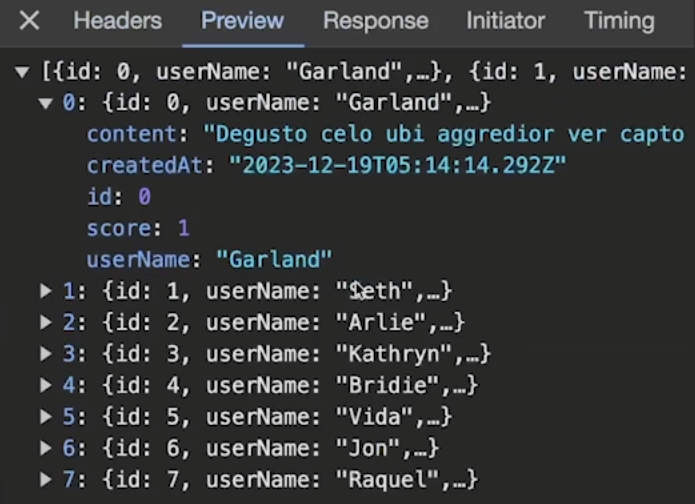 Headers Preview Response Initiator Timing
[{id: 0, userName: "Garland",…}, {id: 1, userName:
0: {id: 0, userName: "Garland",…}
content: "Degusto celo ubi aggredior ver capto
createdAt: "2023-12-19T05:14:14.292Z"
id: 0
score: 1
userName: "Garland"
1: {id: 1, userName: "Seth",…}
2: {id: 2, userName: "Arlie",…}
3: {id: 3, userName: "Kathryn",…}
4: {id: 4, userName: "Bridie",…}
5: {id: 5, userName: "Vida",…}
6: {id: 6, userName: "Jon",…}
7: {id: 7, userName: "Raquel",…}